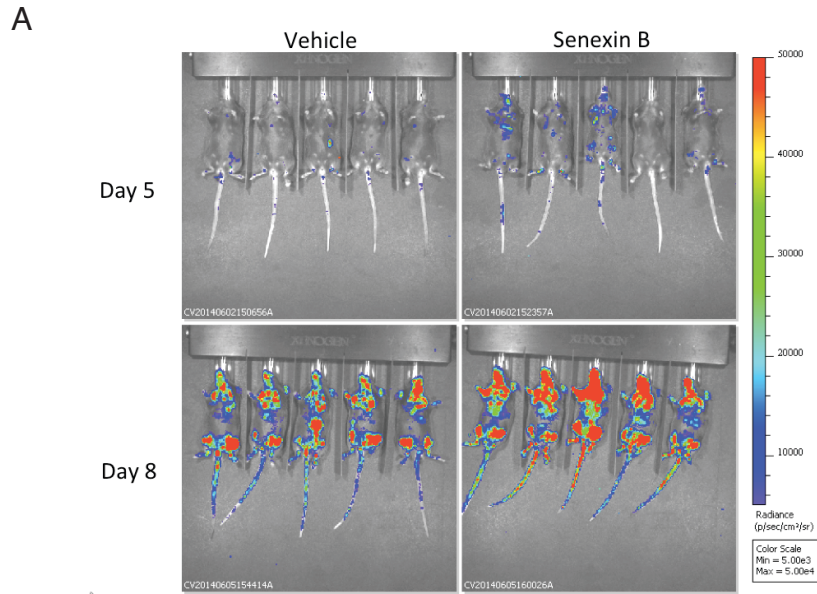 A
Vehicle
Senexin B
XENOGEN
Day 5
CV20140602150656A
CV20140602152357A
50000
40000
30000
20000
10000
Radiance
(p/sec/cm²/sr)
Color Scale
Min = 5.00e3
Max = 5.00e4
XENOGEN
XENOGEN
Day 8
CV20140605154414A
CV20140605160026A